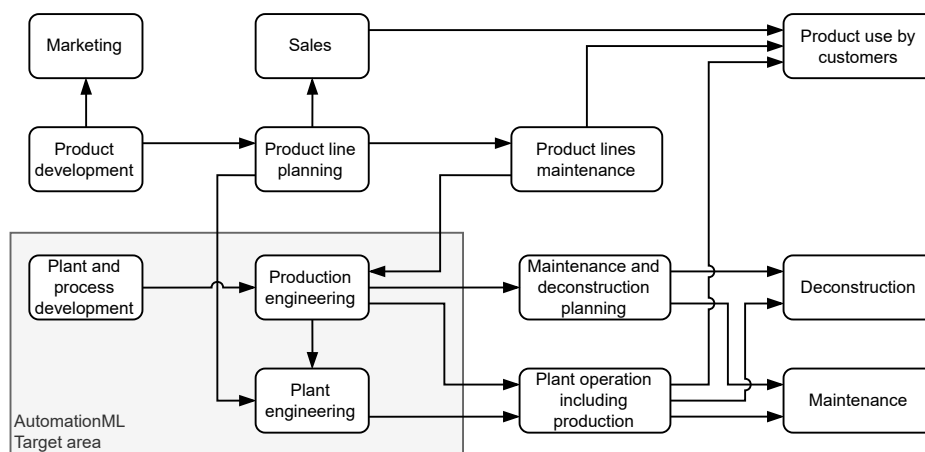 Marketing
Sales
Product use by
customers
Product
development
Product line
planning
Product lines
maintenance
Plant and
process
development
Production
engineering
Maintenance and
deconstruction
planning
Deconstruction
Plant
engineering
Plant operation
including
production
Maintenance
AutomationML
Target area